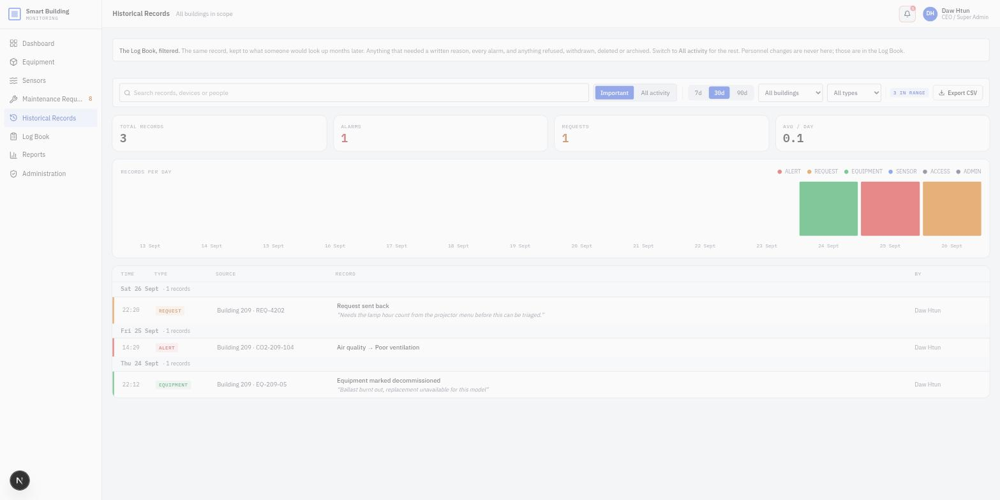 Smart Building
MONITORING
Dashboard
Equipment
Sensors
Maintenance Requ... 8
Historical Records
Log Book
Reports
Administration
N
Historical Records All buildings in scope
DH
Daw Htun
CEO / Super Admin
The Log Book, filtered. The same record, kept to what someone would look up months later. Anything that needed a written reason, every alarm, and anything refused, withdrawn, deleted or archived. Switch to All activity for the rest. Personnel changes are never here; those are in the Log Book.
Search records, devices or people
Important All activity 7d 30d 90d All buildings All types 3 IN RANGE Export CSV
TOTAL RECORDS
3
ALARMS
1
REQUESTS
1
AVG / DAY
0.1
RECORDS PER DAY
ALERT REQUEST EQUIPMENT SENSOR ACCESS ADMIN
13 Sept 14 Sept 15 Sept 16 Sept 17 Sept 18 Sept 19 Sept 20 Sept 21 Sept 22 Sept 23 Sept 24 Sept 25 Sept 26 Sept
TIME TYPE SOURCE RECORD BY
Sat 26 Sept · 1 records
22:20 REQUEST Building 209 · REQ-4202 Request sent back Daw Htun
"Needs the lamp hour count from the projector menu before this can be triaged."
Fri 25 Sept · 1 records
14:29 ALERT Building 209 · CO2-209-104 Air quality → Poor ventilation Daw Htun
Thu 24 Sept · 1 records
22:12 EQUIPMENT Building 209 · EQ-209-05 Equipment marked decommissioned Daw Htun
"Ballast burnt out, replacement unavailable for this model"